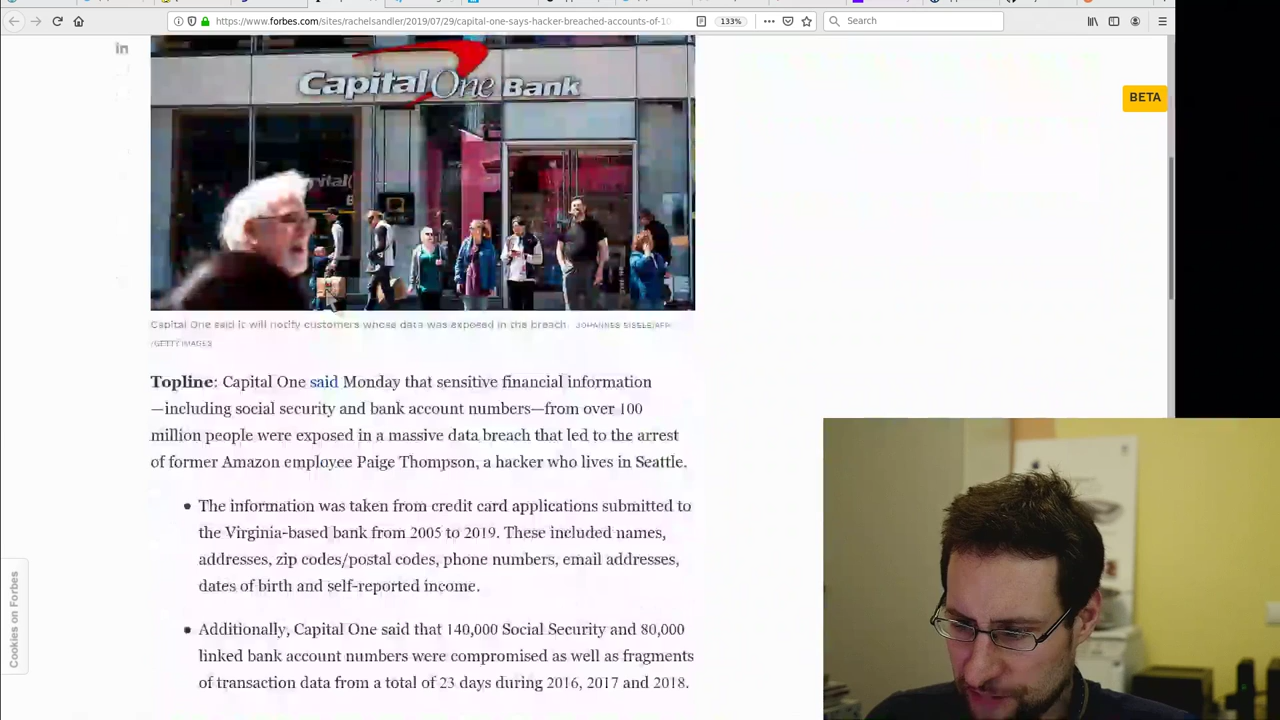 https://www.forbes.com/sites/rachelsandler/2019/07/29/capital-one-says-hacker-breached-accounts-of-10
133%
Search
in
Capital One Bank
BETA
Capital One said it will notify customers whose data was exposed in the breach. JOHANNES EISELE/AFP
/GETTY IMAGES
Topline: Capital One said Monday that sensitive financial information
—including social security and bank account numbers—from over 100
million people were exposed in a massive data breach that led to the arrest
of former Amazon employee Paige Thompson, a hacker who lives in Seattle.
• The information was taken from credit card applications submitted to
the Virginia-based bank from 2005 to 2019. These included names,
addresses, zip codes/postal codes, phone numbers, email addresses,
dates of birth and self-reported income.
• Additionally, Capital One said that 140,000 Social Security and 80,000
linked bank account numbers were compromised as well as fragments
of transaction data from a total of 23 days during 2016, 2017 and 2018.
Cookies on Forbes